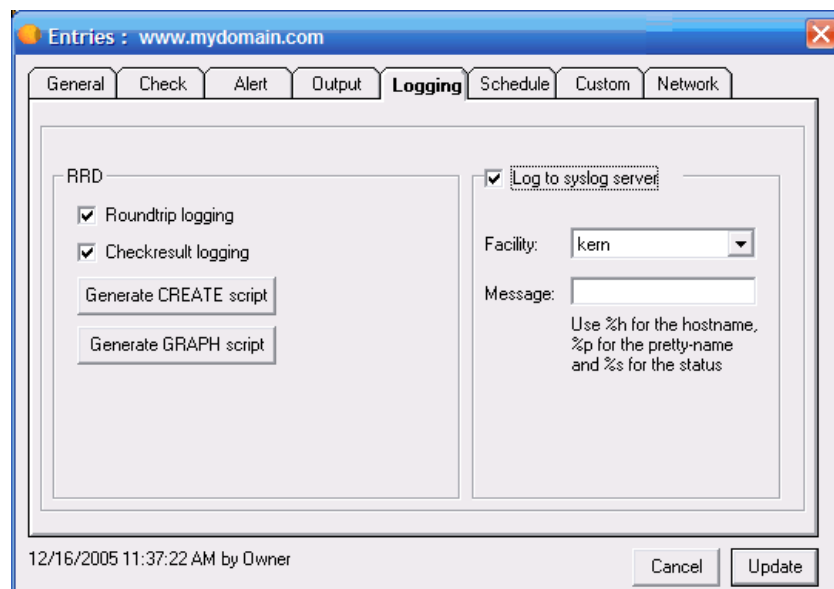 Entries : www.mydomain.com
General Check Alert Output Logging Schedule Custom Network
RRD
Roundtrip logging
Checkresult logging
Generate CREATE script
Generate GRAPH script
Log to syslog server
Facility: kern
Message:
Use %h for the hostname,
%p for the pretty-name
and %s for the status
12/16/2005 11:37:22 AM by Owner
Cancel Update